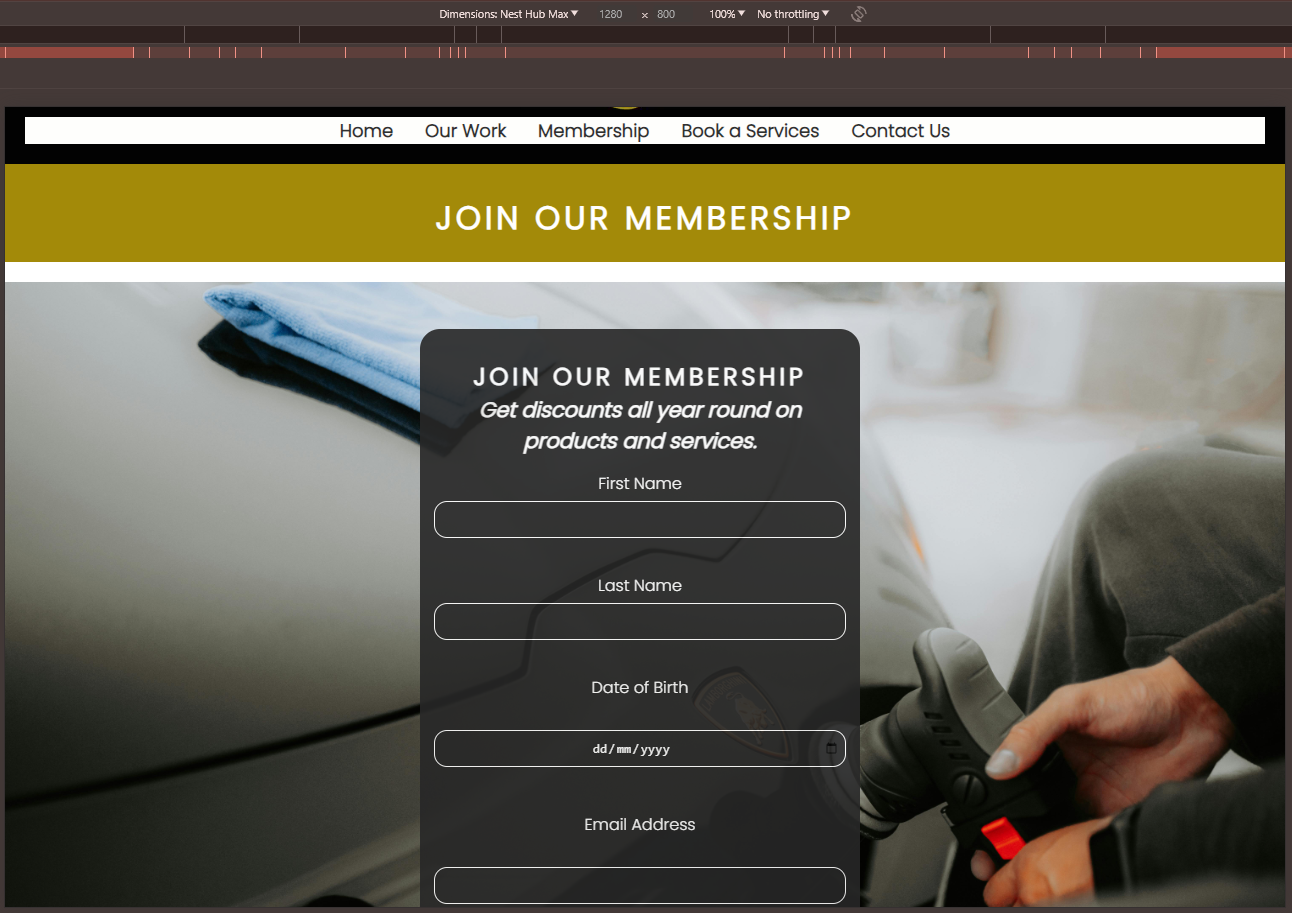 Dimensions: Nest Hub Max 1280 x 800 100% No throttling
Home Our Work Membership Book a Services Contact Us
JOIN OUR MEMBERSHIP
JOIN OUR MEMBERSHIP
Get discounts all year round on
products and services.
First Name
Last Name
Date of Birth
dd/mm/yyyy
Email Address